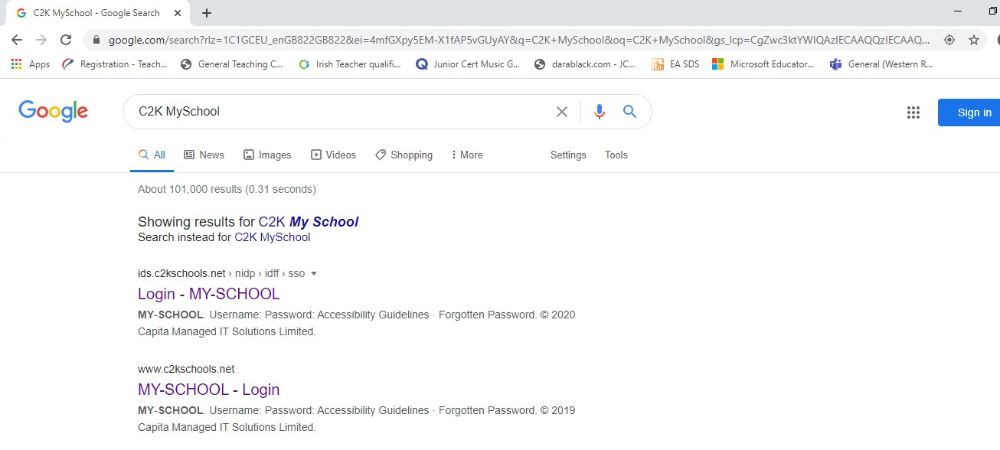 C2K MySchool - Google Search
google.com/search?rlz=1C1GCEU_enGB822GB822&ei=4mfGXpy5EM-X1fAP5vGUyAY&q=C2K+MySchool&oq=C2K+MySchool&gs_lcp=CgZwc3ktYWIQAzIECAAQQzIECAAQ...
Apps Registration - Teach... General Teaching C... Irish Teacher qualifi... Junior Cert Music G... darablack.com - JC... EA SDS Microsoft Educator... General (Western R...
Google C2K MySchool Sign in
All News Images Videos Shopping More Settings Tools
About 101,000 results (0.31 seconds)
Showing results for C2K My School
Search instead for C2K MySchool
ids.c2kschools.net › nidp › idff › sso
Login - MY-SCHOOL
MY-SCHOOL. Username: Password: Accessibility Guidelines · Forgotten Password. © 2020
Capita Managed IT Solutions Limited.
www.c2kschools.net
MY-SCHOOL - Login
MY-SCHOOL. Username: Password: Accessibility Guidelines · Forgotten Password. © 2019
Capita Managed IT Solutions Limited.